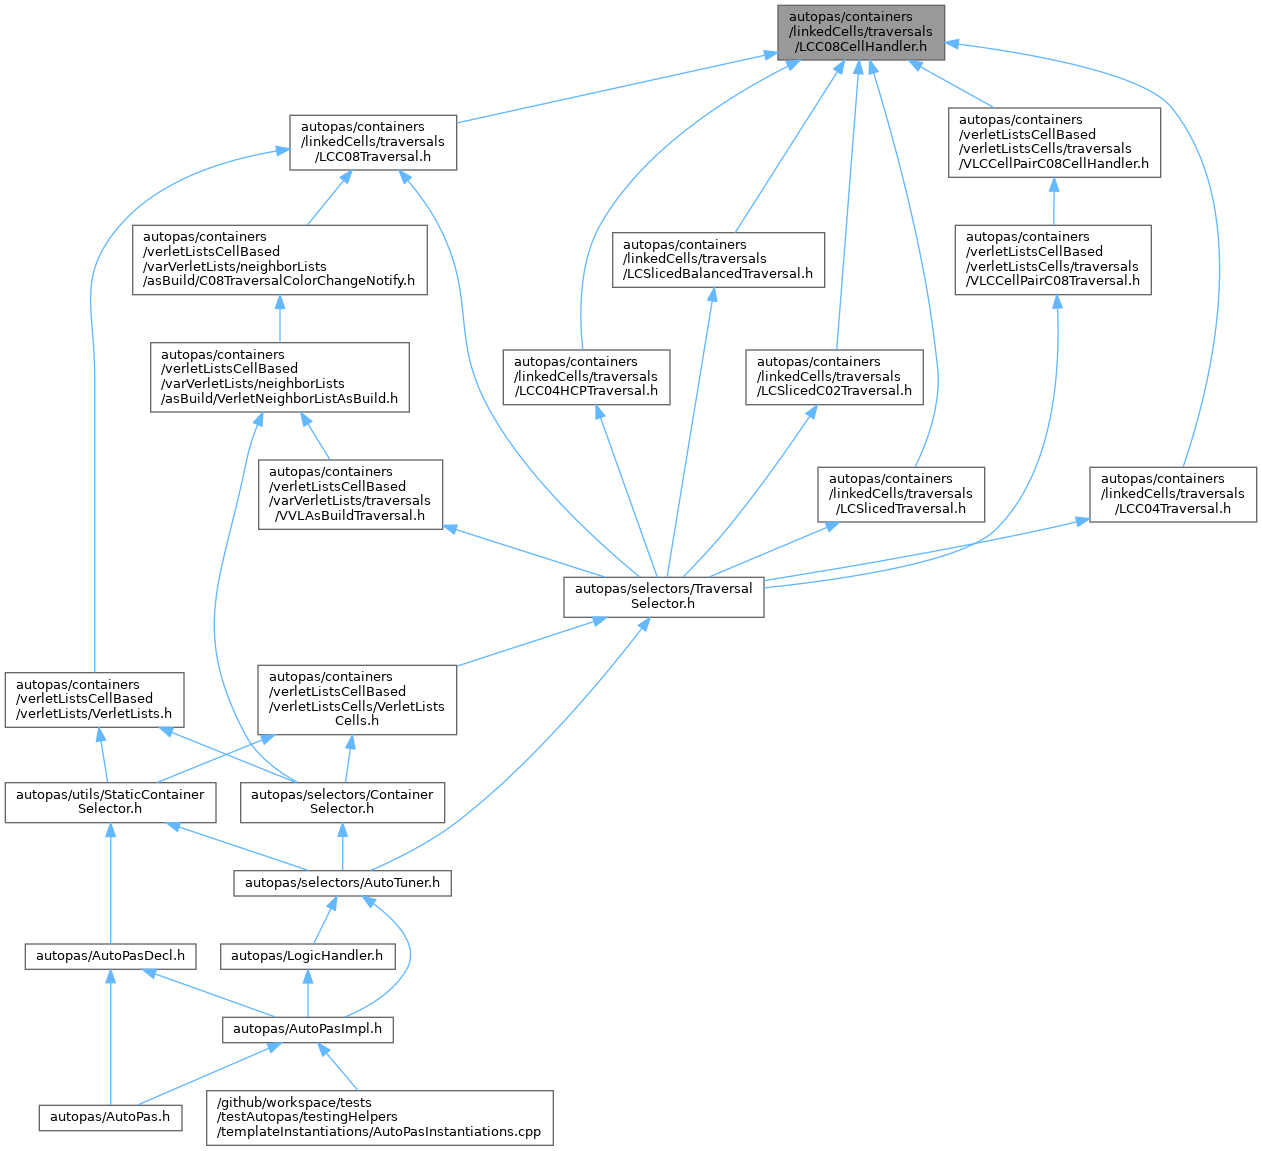 autopas/containers
/linkedCells/traversals
/LCC08CellHandler.h
autopas/containers
/linkedCells/traversals
/LCC08Traversal.h
autopas/containers
/verletListsCellBased
/verletListsCells/traversals
/VLCCellPairC08CellHandler.h
autopas/containers
/verletListsCellBased
/varVerletLists/neighborLists
/asBuild/C08TraversalColorChangeNotify.h
autopas/containers
/linkedCells/traversals
/LCSlicedBalancedTraversal.h
autopas/containers
/verletListsCellBased
/verletListsCells/traversals
/VLCCellPairC08Traversal.h
autopas/containers
/verletListsCellBased
/varVerletLists/neighborLists
/asBuild/VerletNeighborListAsBuild.h
autopas/containers
/linkedCells/traversals
/LCC04HCPTraversal.h
autopas/containers
/linkedCells/traversals
/LCSlicedC02Traversal.h
autopas/containers
/verletListsCellBased
/varVerletLists/traversals
/VVLAsBuildTraversal.h
autopas/containers
/linkedCells/traversals
/LCSlicedTraversal.h
autopas/containers
/linkedCells/traversals
/LCC04Traversal.h
autopas/selectors/Traversal
Selector.h
autopas/containers
/verletListsCellBased
/verletLists/VerletLists.h
autopas/containers
/verletListsCellBased
/verletListsCells/VerletLists
Cells.h
autopas/utils/StaticContainer
Selector.h
autopas/selectors/Container
Selector.h
autopas/selectors/AutoTuner.h
autopas/AutoPasDecl.h
autopas/LogicHandler.h
autopas/AutoPasImpl.h
autopas/AutoPas.h
/github/workspace/tests
/testAutopas/testingHelpers
/templateInstantiations/AutoPasInstantiations.cpp